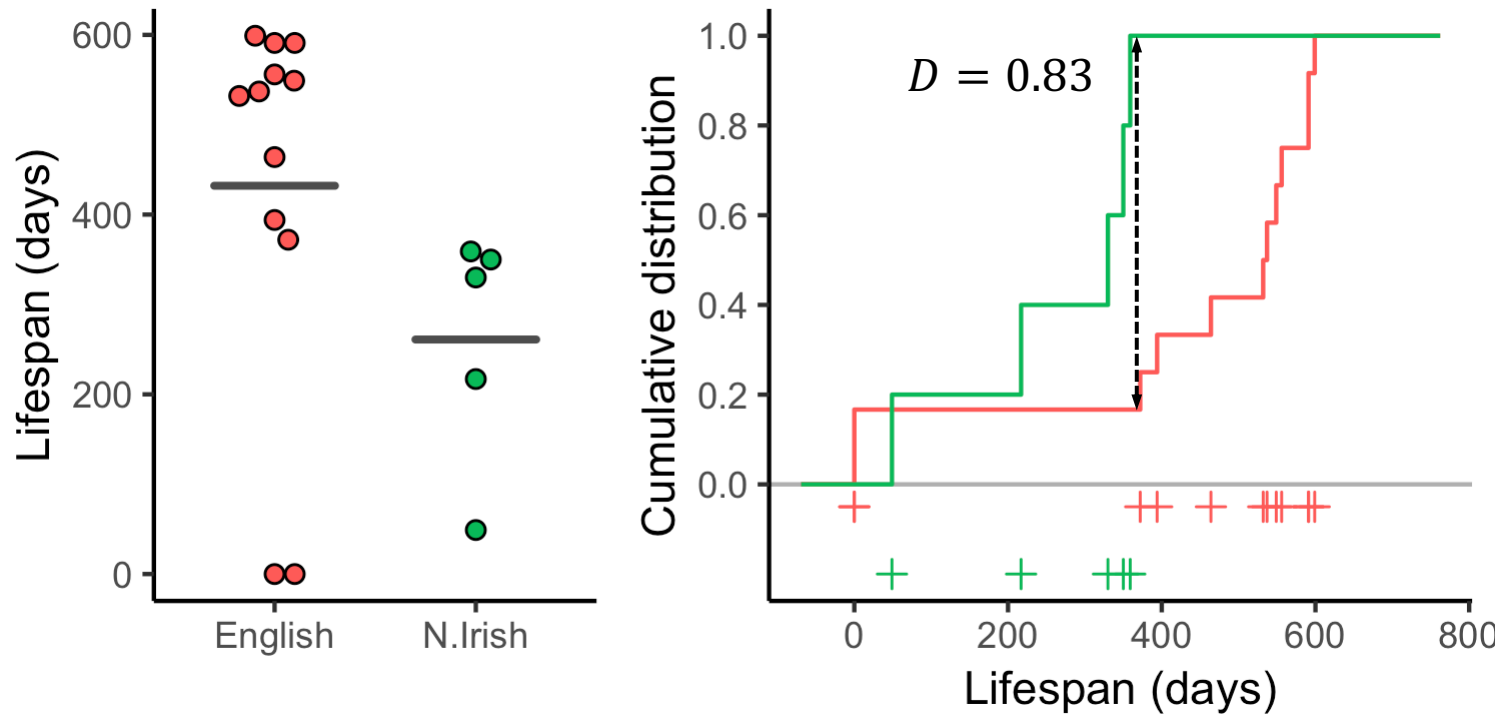 Lifespan (days)
600
400
200
0
English N.Irish
Cumulative distribution
1.0
0.8
0.6
0.4
0.2
0.0
D = 0.83
0 200 400 600 800
Lifespan (days)